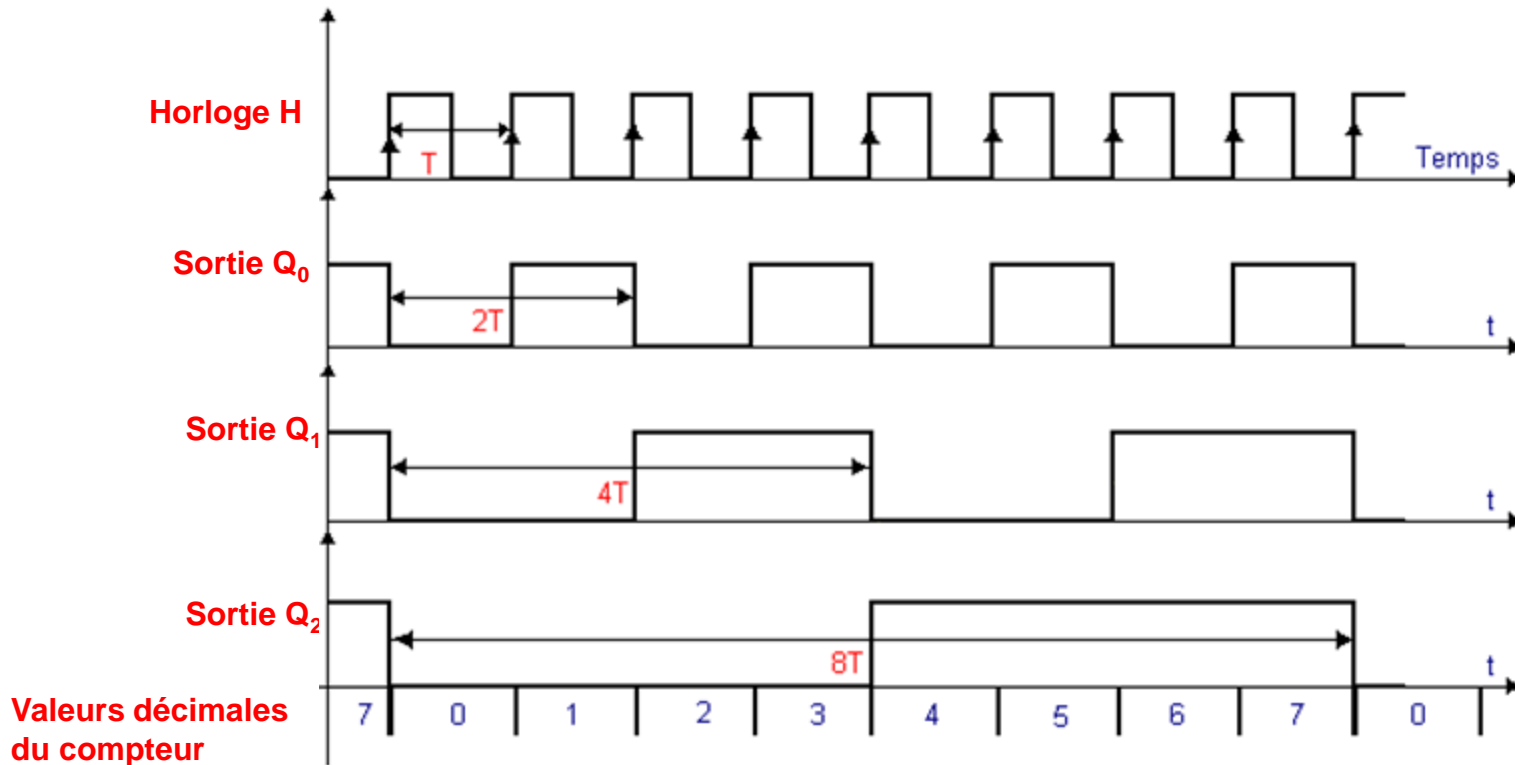 Horloge H
T
Temps
Sortie Q₀
2T
t
Sortie Q₁
4T
t
Sortie Q₂
8T
t
Valeurs décimales
du compteur
7 0 1 2 3 4 5 6 7 0